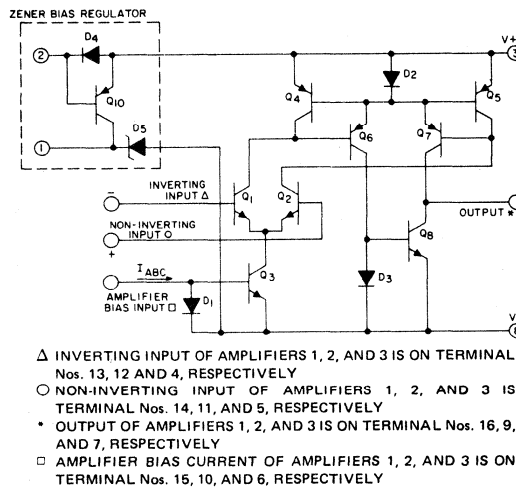 ZENER BIAS REGULATOR
D4
2
Q10
D5
1
V+
3
D2
Q4
Q5
Q6
Q7
−
INVERTING
INPUT Δ
Q1
Q2
NON-INVERTING
INPUT O
+
OUTPUT *
Q8
IABC
Q3
AMPLIFIER
BIAS INPUT □
D1
D3
V
Δ INVERTING INPUT OF AMPLIFIERS 1, 2, AND 3 IS ON TERMINAL
Nos. 13, 12 AND 4, RESPECTIVELY
O NON-INVERTING INPUT OF AMPLIFIERS 1, 2, AND 3 IS
TERMINAL Nos. 14, 11, AND 5, RESPECTIVELY
* OUTPUT OF AMPLIFIERS 1, 2, AND 3 IS ON TERMINAL Nos. 16, 9,
AND 7, RESPECTIVELY
□ AMPLIFIER BIAS CURRENT OF AMPLIFIERS 1, 2, AND 3 IS ON
TERMINAL Nos. 15, 10, AND 6, RESPECTIVELY